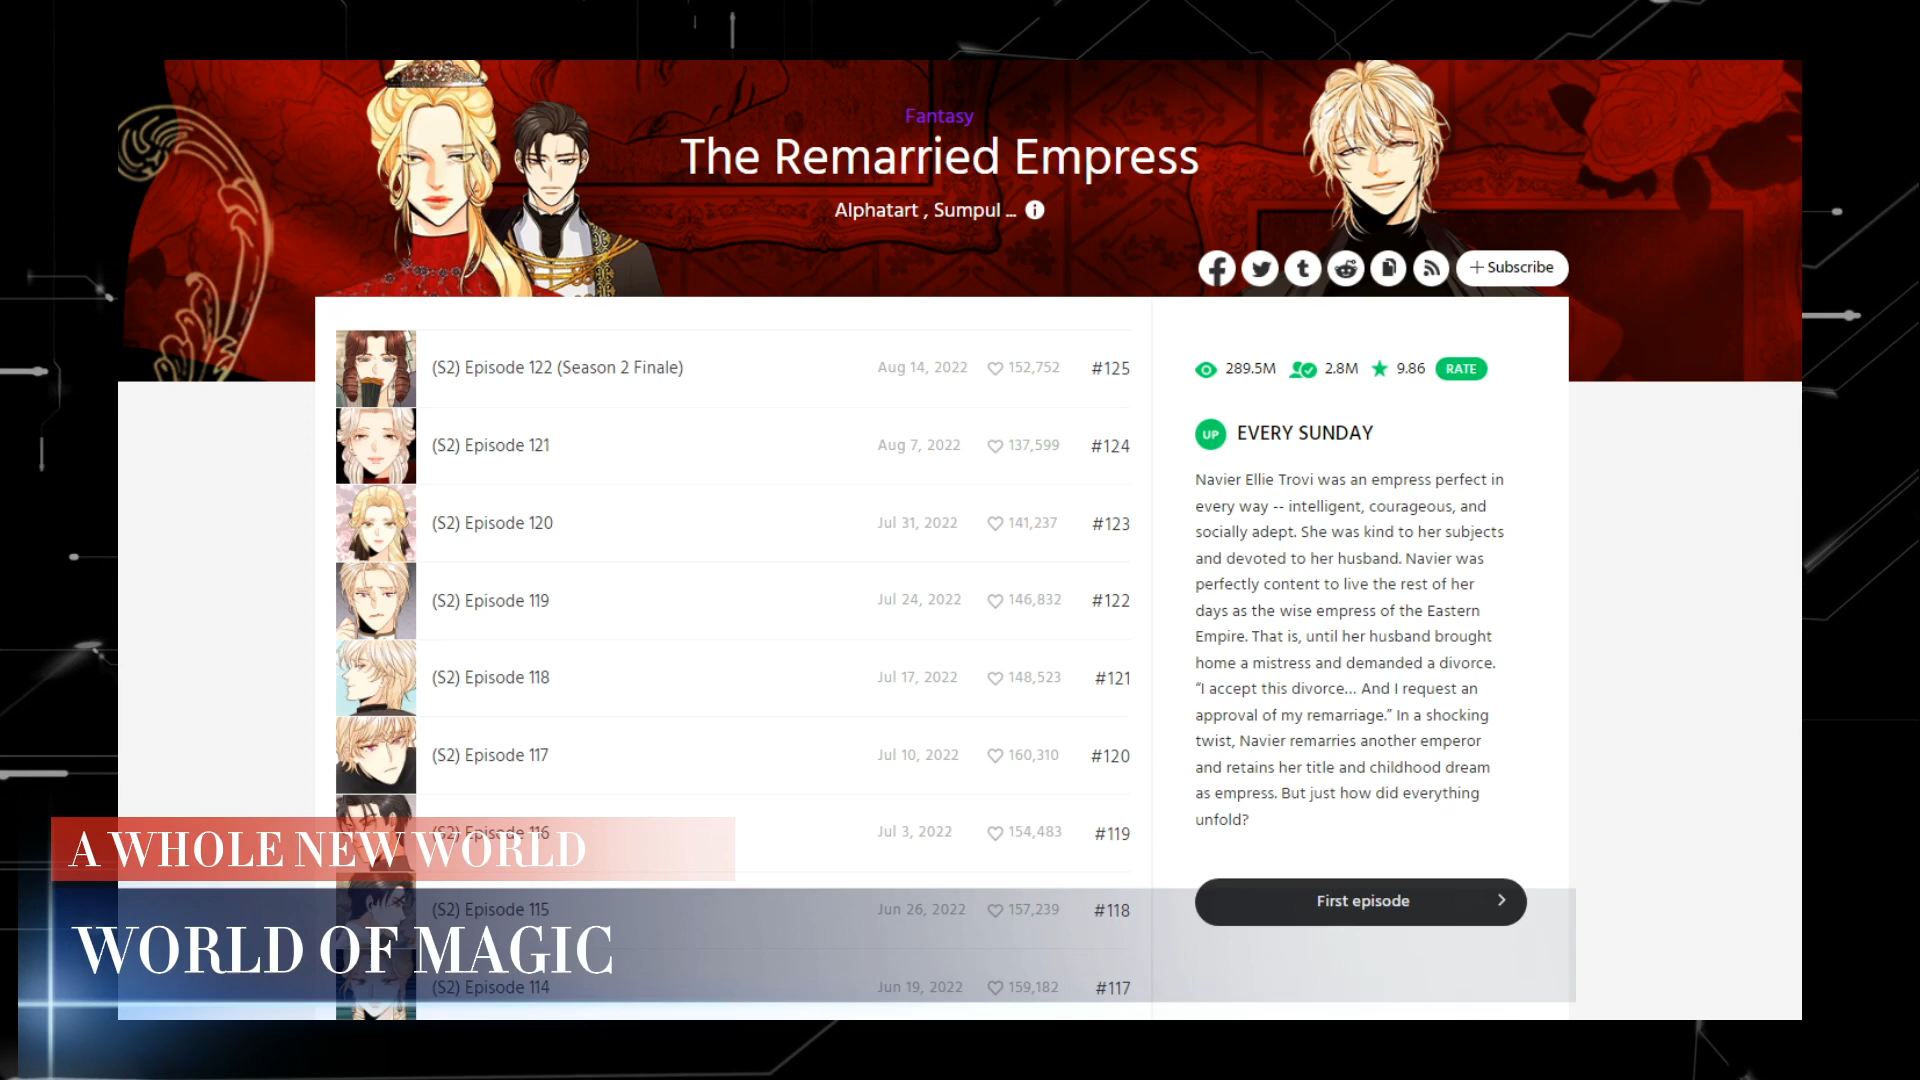 Fantasy
The Remarried Empress
Alphatart , Sumpul ...
+ Subscribe
(S2) Episode 122 (Season 2 Finale) Aug 14, 2022 152,752 #125
(S2) Episode 121 Aug 7, 2022 137,599 #124
(S2) Episode 120 Jul 31, 2022 141,237 #123
(S2) Episode 119 Jul 24, 2022 146,832 #122
(S2) Episode 118 Jul 17, 2022 148,523 #121
(S2) Episode 117 Jul 10, 2022 160,310 #120
(S2) Episode 116 Jul 3, 2022 154,483 #119
(S2) Episode 115 Jun 26, 2022 157,239 #118
(S2) Episode 114 Jun 19, 2022 159,182 #117
289.5M 2.8M 9.86 RATE
UP EVERY SUNDAY
Navier Ellie Trovi was an empress perfect in
every way -- intelligent, courageous, and
socially adept. She was kind to her subjects
and devoted to her husband. Navier was
perfectly content to live the rest of her
days as the wise empress of the Eastern
Empire. That is, until her husband brought
home a mistress and demanded a divorce.
“I accept this divorce... And I request an
approval of my remarriage.” In a shocking
twist, Navier remarries another emperor
and retains her title and childhood dream
as empress. But just how did everything
unfold?
First episode
A WHOLE NEW WORLD
WORLD OF MAGIC